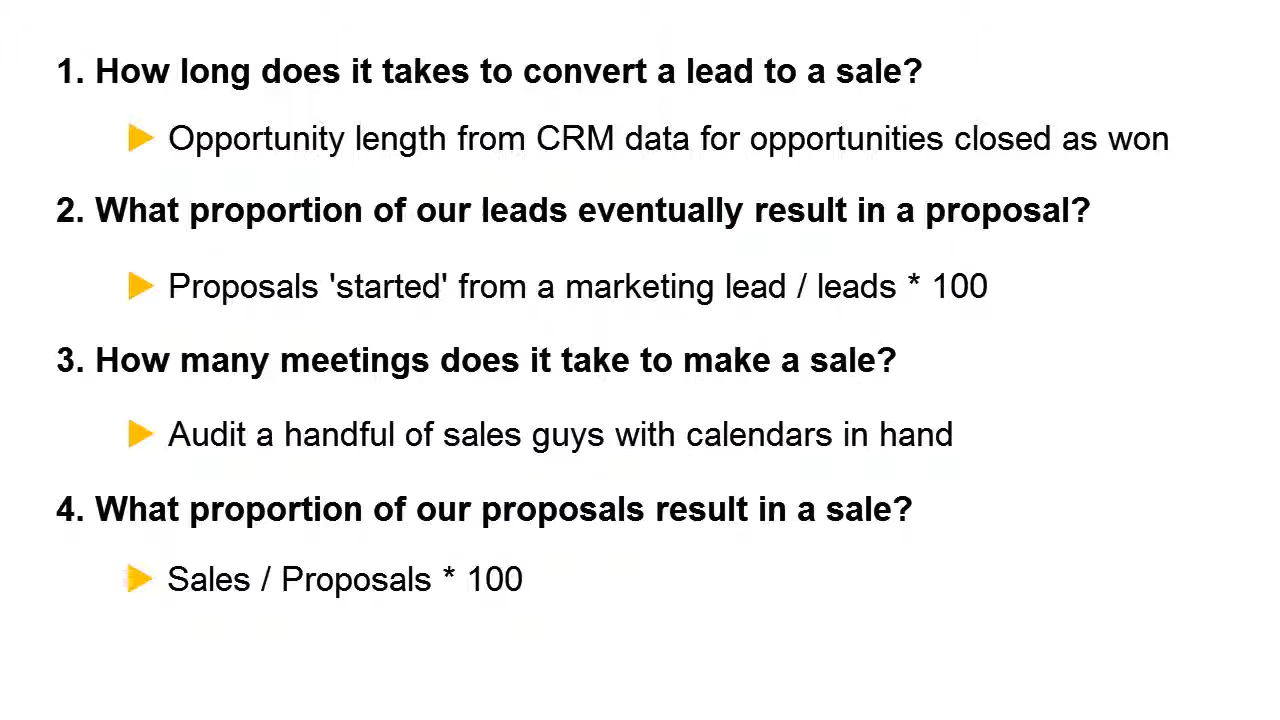 1. How long does it takes to convert a lead to a sale?
Opportunity length from CRM data for opportunities closed as won
2. What proportion of our leads eventually result in a proposal?
Proposals 'started' from a marketing lead / leads * 100
3. How many meetings does it take to make a sale?
Audit a handful of sales guys with calendars in hand
4. What proportion of our proposals result in a sale?
Sales / Proposals * 100